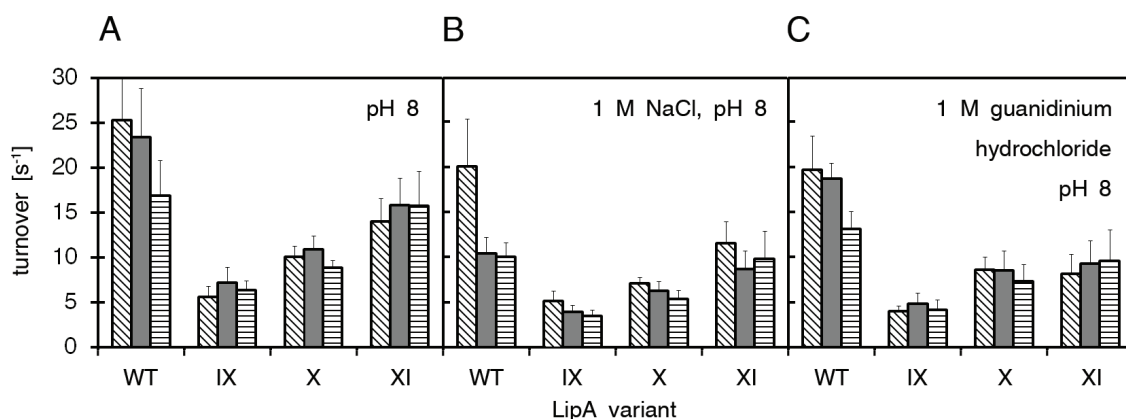 A B C
turnover [s⁻¹]
30
25
20
15
10
5
0
pH 8
1 M NaCl, pH 8
1 M guanidinium
hydrochloride
pH 8
WT IX X XI WT IX X XI WT IX X XI
LipA variant